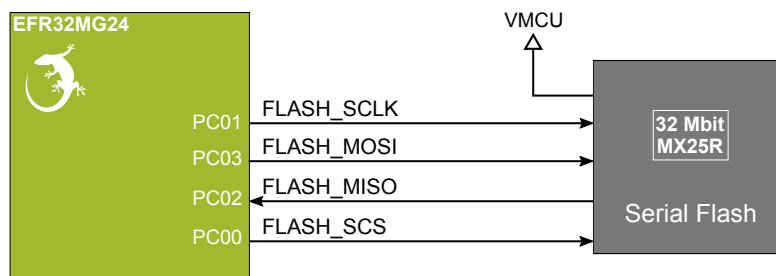 EFR32MG24
VMCU
PC01 FLASH_SCLK
32 Mbit
MX25R
PC03 FLASH_MOSI
PC02 FLASH_MISO
Serial Flash
PC00 FLASH_SCS